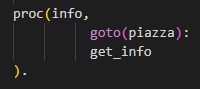 proc(info,
goto(piazza):
get_info
).